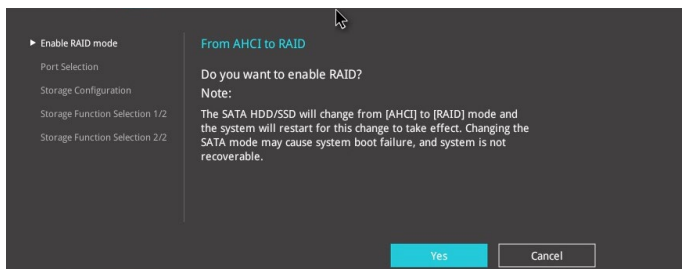 Enable RAID mode
Port Selection
Storage Configuration
Storage Function Selection 1/2
Storage Function Selection 2/2
From AHCI to RAID
Do you want to enable RAID?
Note:
The SATA HDD/SSD will change from [AHCI] to [RAID] mode and
the system will restart for this change to take effect. Changing the
SATA mode may cause system boot failure, and system is not
recoverable.
Yes
Cancel